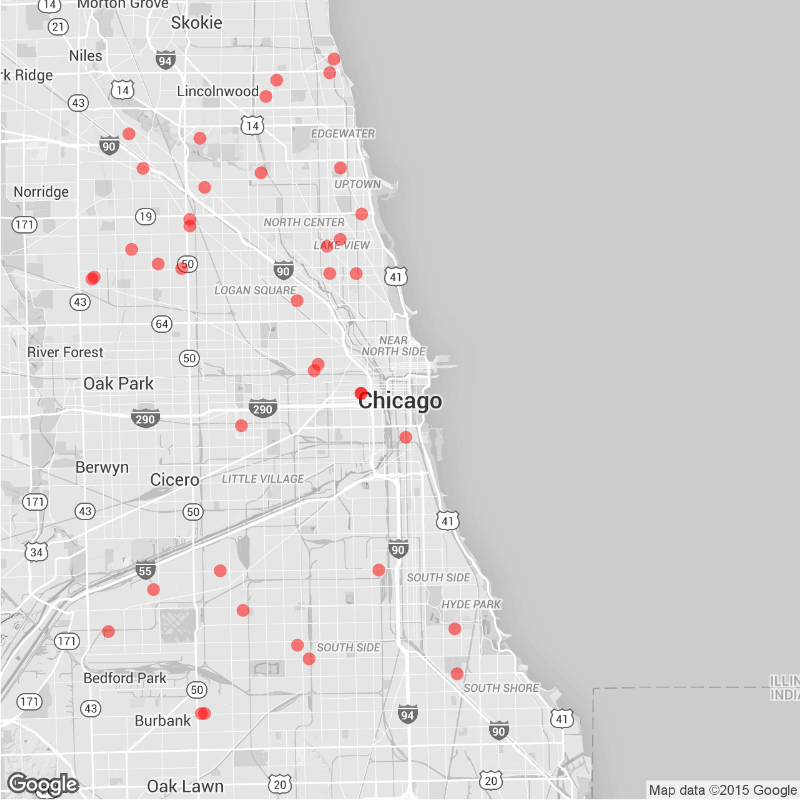 14
Morton Grove
21
Skokie
Niles
94
rk Ridge
14
Lincolnwood
43
14
EDGEWATER
90
UPTOWN
Norridge
19
171
NORTH CENTER
LAKE VIEW
50
90
41
LOGAN SQUARE
43
64
NEAR
NORTH SIDE
River Forest
50
Oak Park
290
290
Chicago
Berwyn
Cicero
LITTLE VILLAGE
171
43
50
41
34
90
55
SOUTH SIDE
HYDE PARK
171
SOUTH SIDE
Bedford Park
SOUTH SHORE
ILLIN
INDIA
50
171
43
Burbank
94
41
90
Google
Oak Lawn
20
20
Map data ©2015 Google